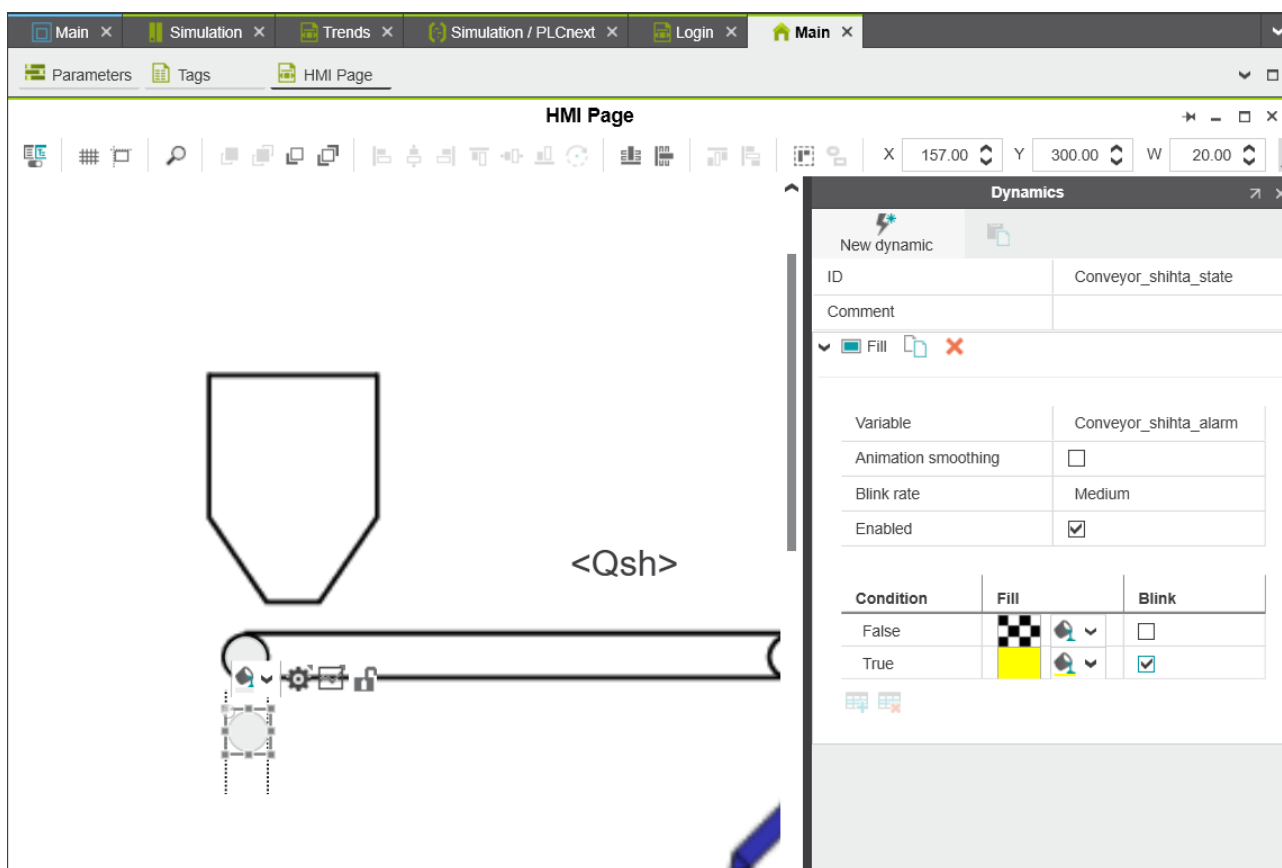 Main Simulation Trends Simulation / PLCnext Login Main
Parameters Tags HMI Page
HMI Page
X 157.00 Y 300.00 W 20.00
Dynamics
New dynamic
ID Conveyor_shihta_state
Comment
Fill
Variable Conveyor_shihta_alarm
Animation smoothing
Blink rate Medium
Enabled
<Qsh>
Condition Fill Blink
False
True